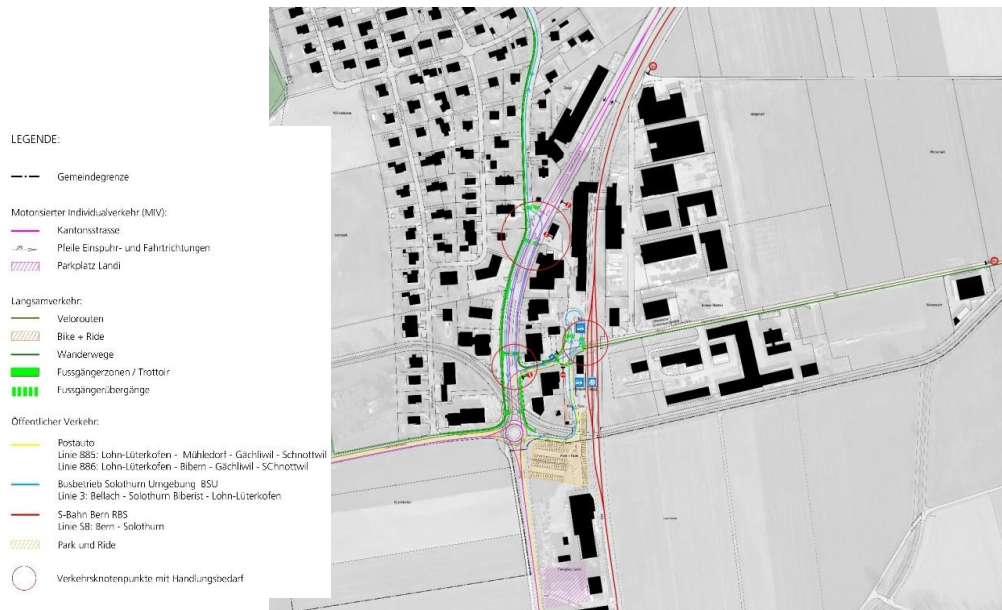 LEGENDE:
Gemeindegrenze
Motorisierter Individualverkehr (MIV):
Kantonsstrasse
Pfeile Einspuhr- und Fahrtrichtungen
Parkplatz Landi
Langsamverkehr:
Velorouten
Bike + Ride
Wanderwege
Fussgängerzonen / Trottoir
Fussgängerübergänge
Öffentlicher Verkehr:
Postauto
Linie 885: Lohn-Lüterkofen - Mühledorf - Gächliwil - Schnottwil
Linie 886: Lohn-Lüterkofen - Bibern - Gächliwil - SChnottwil
Busbetrieb Solothurn Umgebung BSU
Linie 3: Bellach - Solothurn Biberist - Lohn-Lüterkofen
S-Bahn Bern RBS
Linie S8: Bern - Solothurn
Park und Ride
Verkehrsknotenpunkte mit Handlungsbedarf